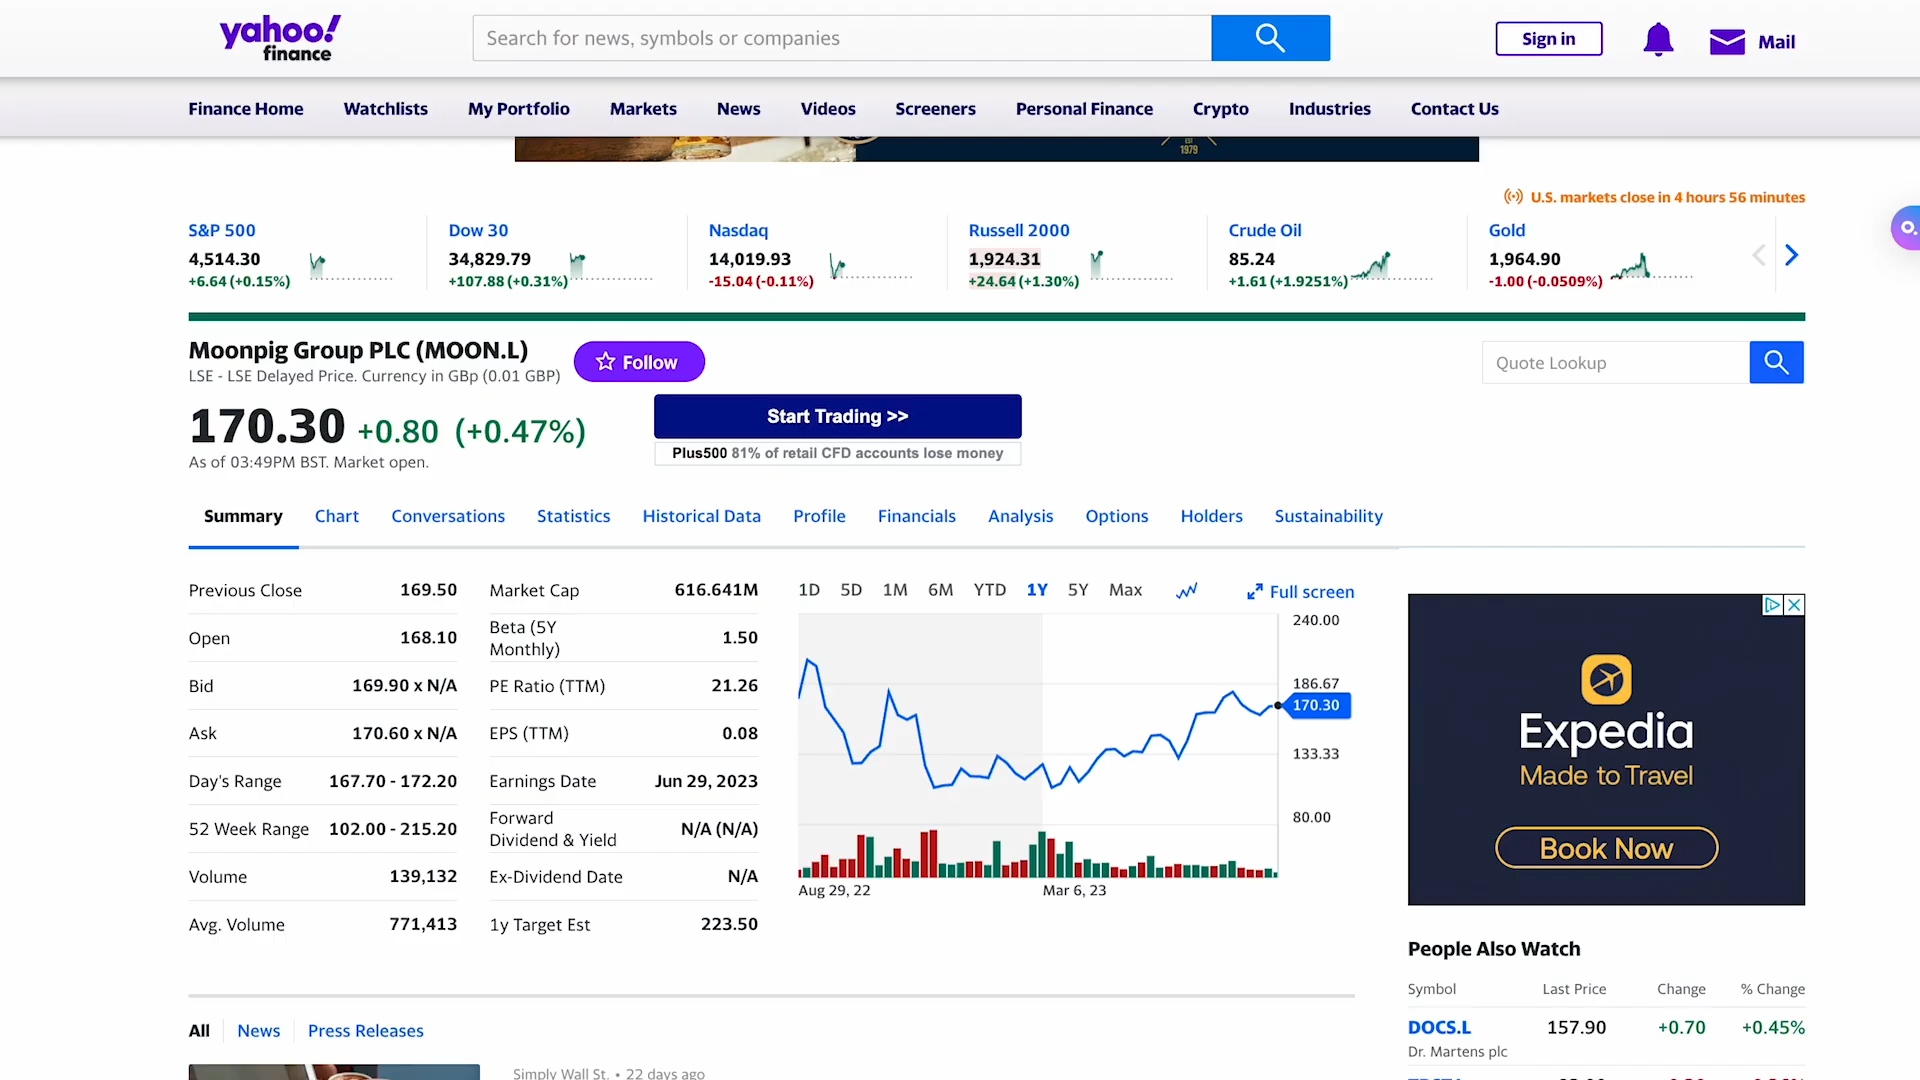 yahoo!
finance
Search for news, symbols or companies
Sign in
Mail
Finance Home Watchlists My Portfolio Markets News Videos Screeners Personal Finance Crypto Industries Contact Us
EST
1979
U.S. markets close in 4 hours 56 minutes
S&P 500 Dow 30 Nasdaq Russell 2000 Crude Oil Gold
4,514.30 34,829.79 14,019.93 1,924.31 85.24 1,964.90
+6.64 (+0.15%) +107.88 (+0.31%) -15.04 (-0.11%) +24.64 (+1.30%) +1.61 (+1.9251%) -1.00 (-0.0509%)
Moonpig Group PLC (MOON.L)
Follow
Quote Lookup
LSE - LSE Delayed Price. Currency in GBp (0.01 GBP)
170.30 +0.80 (+0.47%)
As of 03:49PM BST. Market open.
Start Trading >>
Plus500 81% of retail CFD accounts lose money
Summary Chart Conversations Statistics Historical Data Profile Financials Analysis Options Holders Sustainability
Previous Close 169.50
Open 168.10
Bid 169.90 x N/A
Ask 170.60 x N/A
Day's Range 167.70 - 172.20
52 Week Range 102.00 - 215.20
Volume 139,132
Avg. Volume 771,413
Market Cap 616.641M
Beta (5Y
Monthly) 1.50
PE Ratio (TTM) 21.26
EPS (TTM) 0.08
Earnings Date Jun 29, 2023
Forward
Dividend & Yield N/A (N/A)
Ex-Dividend Date N/A
1y Target Est 223.50
1D 5D 1M 6M YTD 1Y 5Y Max Full screen
240.00
186.67
170.30
133.33
80.00
Aug 29, 22 Mar 6, 23
Expedia
Made to Travel
Book Now
People Also Watch
Symbol Last Price Change % Change
DOCS.L 157.90 +0.70 +0.45%
Dr. Martens plc
All News Press Releases
Simply Wall St. • 22 days ago